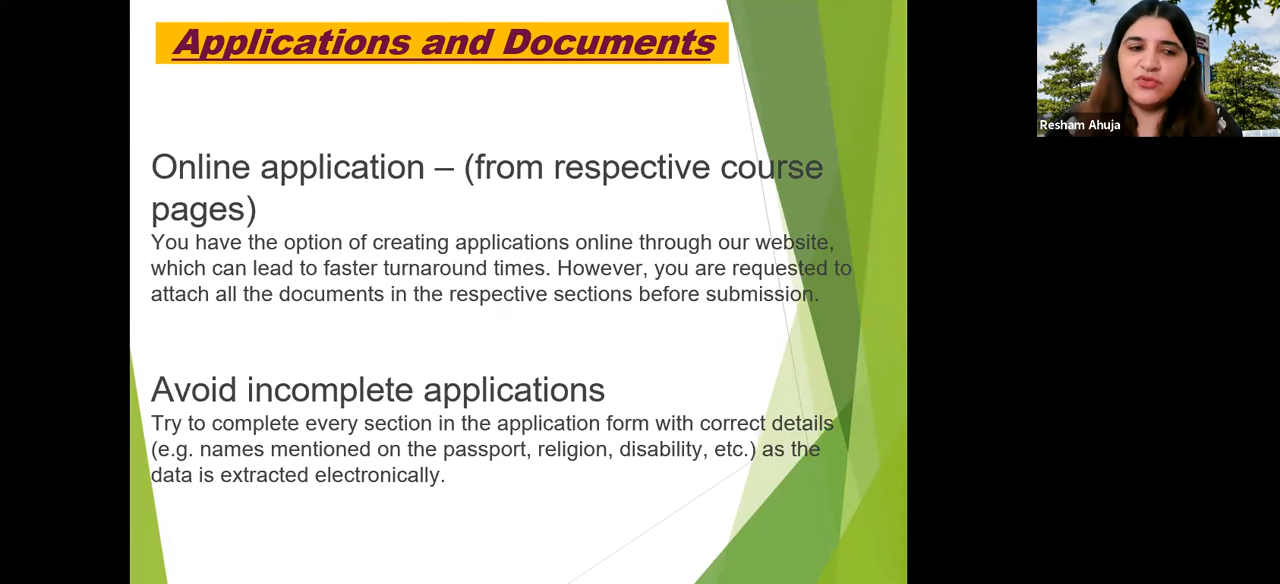 Applications and Documents
Resham Ahuja
Online application – (from respective course
pages)
You have the option of creating applications online through our website,
which can lead to faster turnaround times. However, you are requested to
attach all the documents in the respective sections before submission.
Avoid incomplete applications
Try to complete every section in the application form with correct details
(e.g. names mentioned on the passport, religion, disability, etc.) as the
data is extracted electronically.